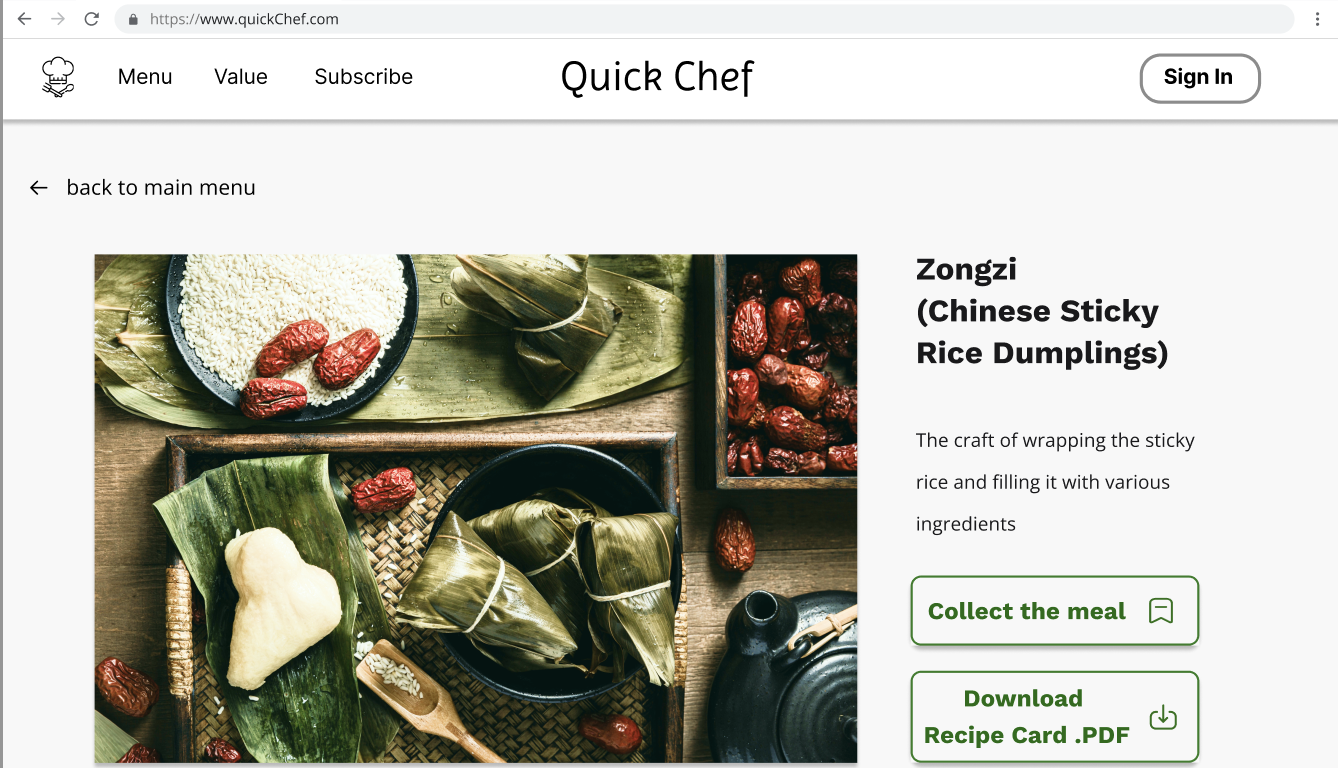 https://www.quickChef.com
Menu Value Subscribe Quick Chef Sign In
back to main menu
Zongzi
(Chinese Sticky
Rice Dumplings)
The craft of wrapping the sticky
rice and filling it with various
ingredients
Collect the meal
Download
Recipe Card .PDF